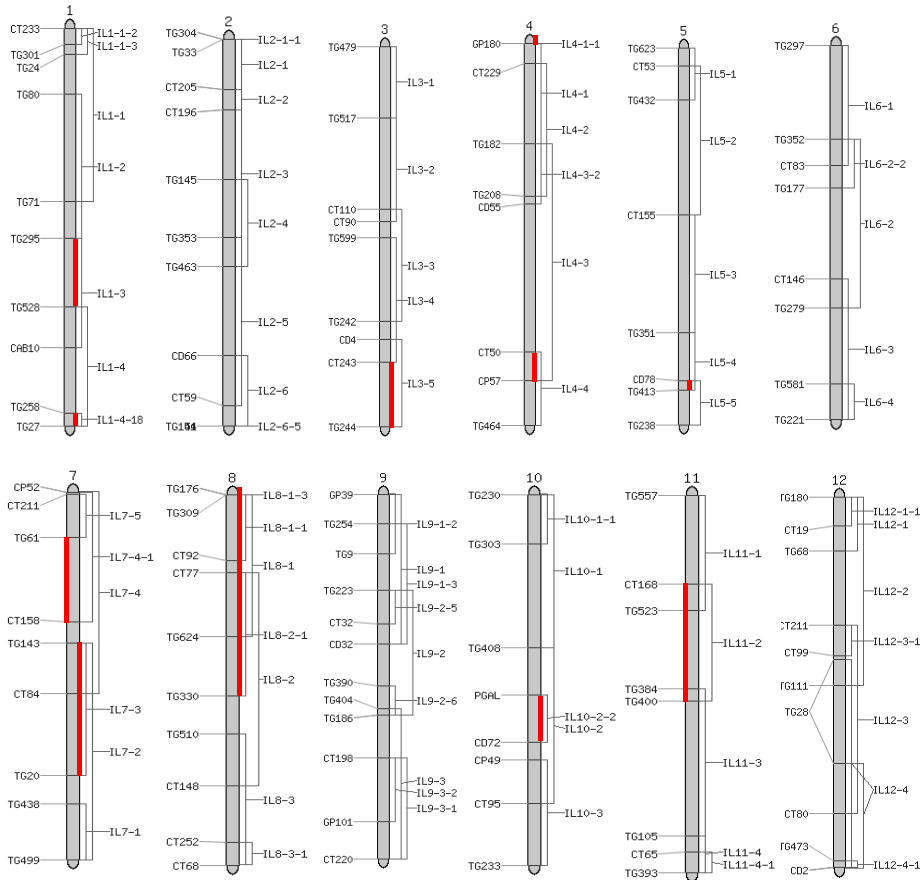 1
CT233
TG301
TG24
TG80
TG71
TG295
TG528
CAB10
TG258
TG27
IL1-1-2
IL1-1-3
IL1-1
IL1-2
IL1-3
IL1-4
IL1-4-18
2
TG304
TG33
CT205
CT196
TG145
TG353
TG463
CD66
CT59
IL2-1-1
IL2-1
IL2-2
IL2-3
IL2-4
IL2-5
IL2-6
IL2-6-5
3
TG479
TG517
CT110
CT90
TG599
TG242
CD4
CT243
TG244
IL3-1
IL3-2
IL3-3
IL3-4
IL3-5
4
GP180
CT229
TG182
TG208
CD55
CT50
CP57
TG464
IL4-1-1
IL4-1
IL4-2
IL4-3-2
IL4-3
IL4-4
5
TG623
CT53
TG432
CT155
TG351
CD78
TG413
TG238
IL5-1
IL5-2
IL5-3
IL5-4
IL5-5
6
TG297
TG352
CT83
TG177
CT146
TG279
TG581
TG221
IL6-1
IL6-2-2
IL6-2
IL6-3
IL6-4
7
CP52
CT211
TG61
CT158
TG143
CT84
TG20
TG438
TG499
IL7-5
IL7-4-1
IL7-4
IL7-3
IL7-2
IL7-1
8
TG176
TG309
CT92
CT77
TG624
TG330
TG510
CT148
CT252
CT68
IL8-1-3
IL8-1-1
IL8-1
IL8-2-1
IL8-2
IL8-3
IL8-3-1
9
GP39
TG254
TG9
TG223
CT32
CD32
TG390
TG404
TG186
CT198
GP101
CT220
IL9-1-2
IL9-1
IL9-1-3
IL9-2-5
IL9-2
IL9-2-6
IL9-3
IL9-3-2
IL9-3-1
10
TG230
TG303
TG408
PGAL
CD72
CP49
CT95
TG233
IL10-1-1
IL10-1
IL10-2-2
IL10-2
IL10-3
11
TG557
CT168
TG523
TG384
TG400
TG105
CT65
TG393
IL11-1
IL11-2
IL11-3
IL11-4
IL11-4-1
12
TG180
CT19
TG68
CT211
CT99
TG111
TG28
CT80
TG473
CD2
IL12-1-1
IL12-1
IL12-2
IL12-3-1
IL12-3
IL12-4
IL12-4-1